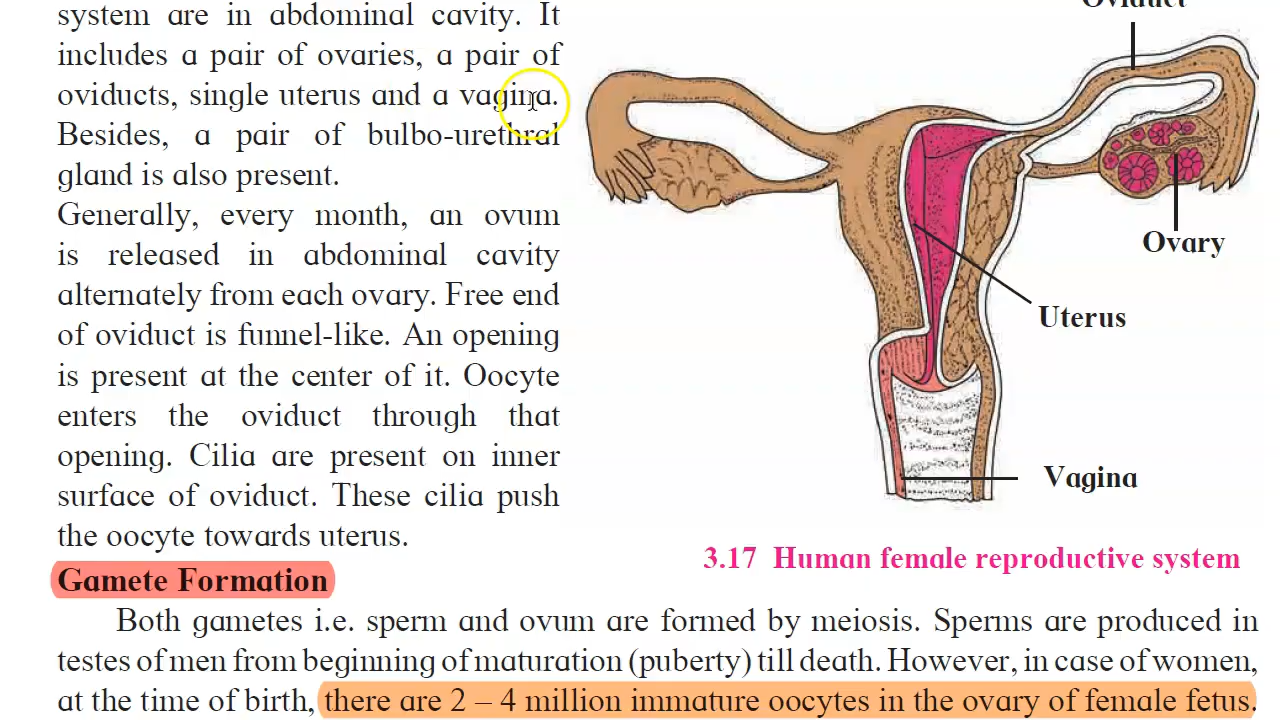 system are in abdominal cavity. It
includes a pair of ovaries, a pair of
oviducts, single uterus and a vagina.
Besides, a pair of bulbo-urethral
gland is also present.
Generally, every month, an ovum
is released in abdominal cavity
alternately from each ovary. Free end
of oviduct is funnel-like. An opening
is present at the center of it. Oocyte
enters the oviduct through that
opening. Cilia are present on inner
surface of oviduct. These cilia push
the oocyte towards uterus.
Oviduct
Ovary
Uterus
Vagina
3.17 Human female reproductive system
Gamete Formation
Both gametes i.e. sperm and ovum are formed by meiosis. Sperms are produced in
testes of men from beginning of maturation (puberty) till death. However, in case of women,
at the time of birth, there are 2 – 4 million immature oocytes in the ovary of female fetus.